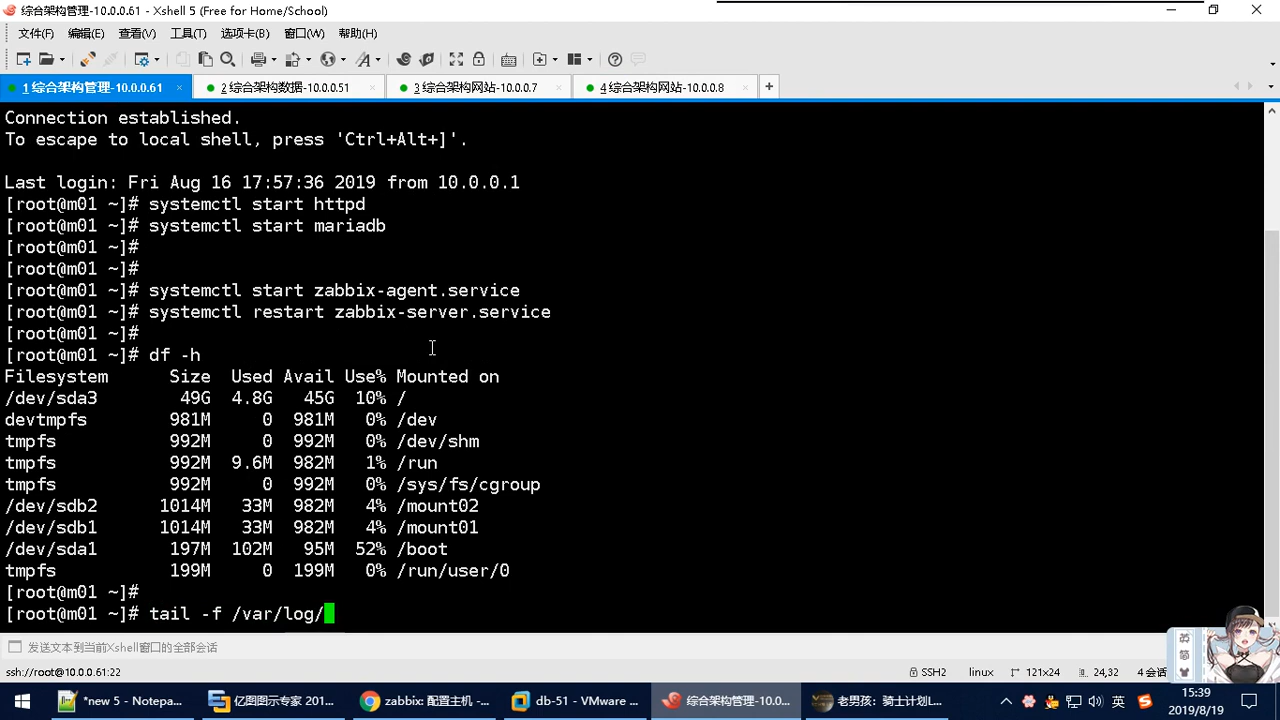 综合架构管理-10.0.0.61 - Xshell 5 (Free for Home/School)
文件(F) 编辑(E) 查看(V) 工具(T) 选项卡(B) 窗口(W) 帮助(H)
1 综合架构管理-10.0.0.61 × 2 综合架构数据-10.0.0.51 × 3 综合架构网站-10.0.0.7 × 4 综合架构网站-10.0.0.8 × +
Connection established.
To escape to local shell, press 'Ctrl+Alt+]'.
Last login: Fri Aug 16 17:57:36 2019 from 10.0.0.1
[root@m01 ~]# systemctl start httpd
[root@m01 ~]# systemctl start mariadb
[root@m01 ~]#
[root@m01 ~]#
[root@m01 ~]# systemctl start zabbix-agent.service
[root@m01 ~]# systemctl restart zabbix-server.service
[root@m01 ~]#
[root@m01 ~]# df -h
Filesystem Size Used Avail Use% Mounted on
/dev/sda3 49G 4.8G 45G 10% /
devtmpfs 981M 0 981M 0% /dev
tmpfs 992M 0 992M 0% /dev/shm
tmpfs 992M 9.6M 982M 1% /run
tmpfs 992M 0 992M 0% /sys/fs/cgroup
/dev/sdb2 1014M 33M 982M 4% /mount02
/dev/sdb1 1014M 33M 982M 4% /mount01
/dev/sda1 197M 102M 95M 52% /boot
tmpfs 199M 0 199M 0% /run/user/0
[root@m01 ~]#
[root@m01 ~]# tail -f /var/log/
发送文本到当前Xshell窗口的全部会话
ssh://root@10.0.0.61:22 SSH2 linux 121x24 24,32 4 会话
英
简
*new 5 - Notepa... 亿图图示专家 201... zabbix: 配置主机 -... db-51 - VMware ... 综合架构管理-10.0... 老男孩：骑士计划L... 英 15:39
2019/8/19